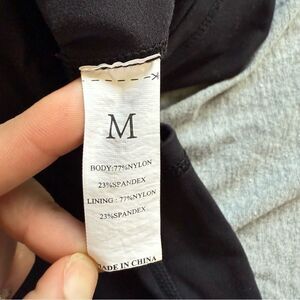 M
BODY:77%NYLON
23%SPANDEX
LINING : 77%NYLON
23%SPANDEX
MADE IN CHINA